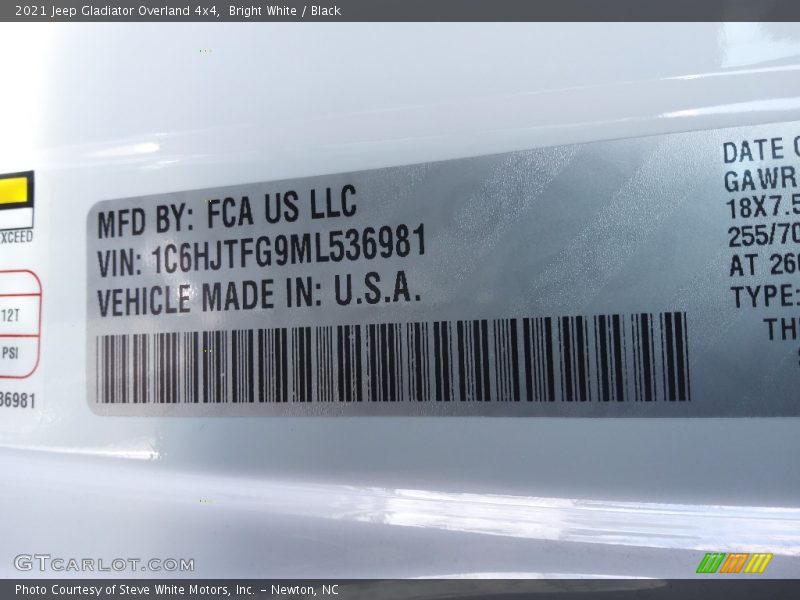 2021 Jeep Gladiator Overland 4x4, Bright White / Black
XCEED
12T
PSI
36981
MFD BY: FCA US LLC
VIN: 1C6HJTFG9ML536981
VEHICLE MADE IN: U.S.A.
DATE O
GAWR
18X7.5
255/70
AT 260
TYPE:
TH
GTCARLOT.COM
Photo Courtesy of Steve White Motors, Inc. – Newton, NC